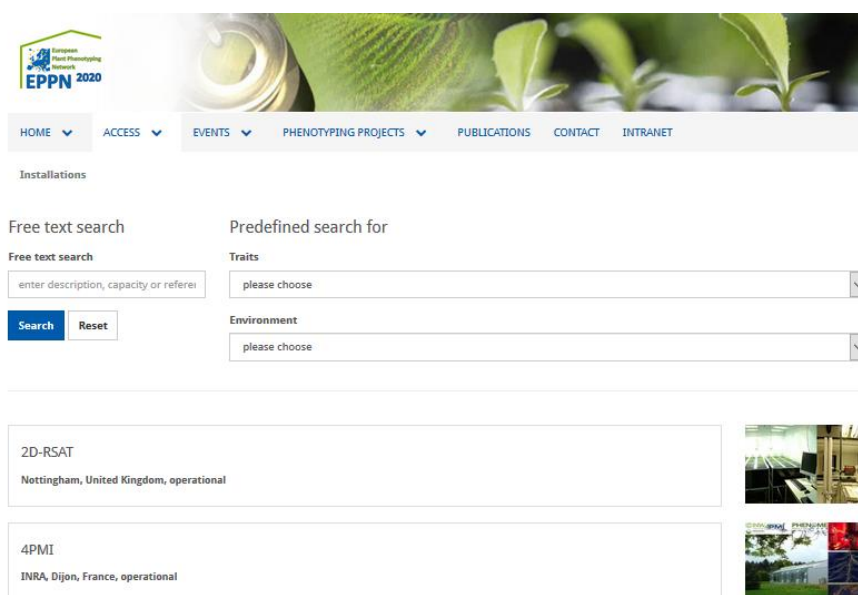 European
Plant Phenotyping
Network
EPPN 2020
HOME ACCESS EVENTS PHENOTYPING PROJECTS PUBLICATIONS CONTACT INTRANET
Installations
Free text search
Predefined search for
Free text search
Traits
enter description, capacity or referen
please choose
Search Reset
Environment
please choose
2D-RSAT
Nottingham, United Kingdom, operational
4PMI
INRA, Dijon, France, operational